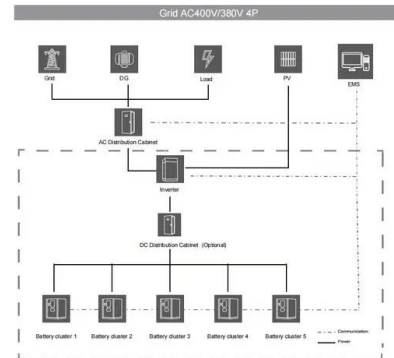 Grid AC400V/380V 4P
Grid
DG
Load
PV
EMS
AC Distribution Cabinet
Inverter
DC Distribution Cabinet (Optional)
Battery cluster 1
Battery cluster 2
Battery cluster 3
Battery cluster 4
Battery cluster 5
Communication
Power